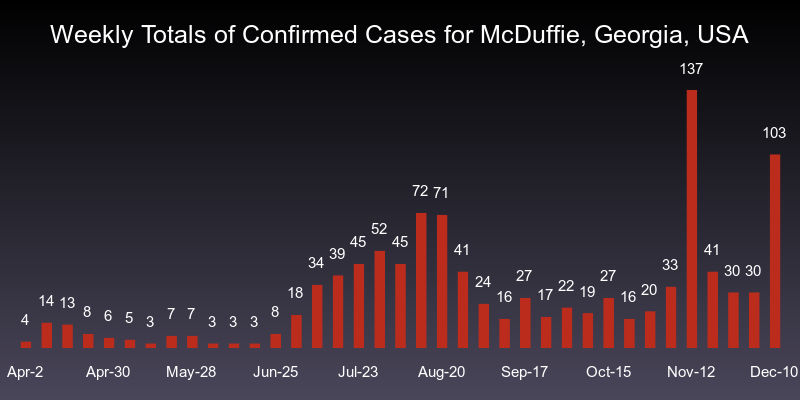 Weekly Totals of Confirmed Cases for McDuffie, Georgia, USA
4 14 13 8 6 5 3 7 7 3 3 3 8 18 34 39 45 52 45 72 71 41 24 16 27 17 22 19 27 16 20 33 137 41 30 30 103
Apr-2 Apr-30 May-28 Jun-25 Jul-23 Aug-20 Sep-17 Oct-15 Nov-12 Dec-10